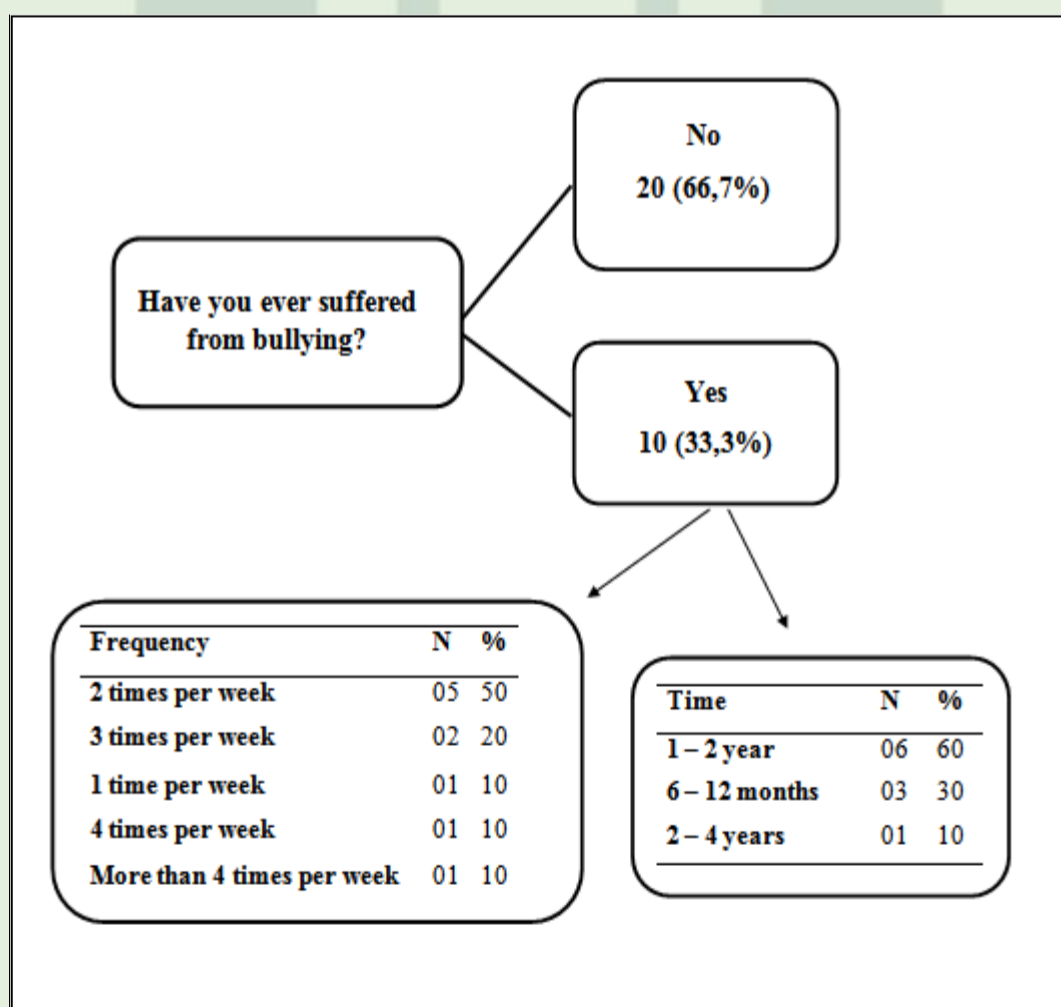 No
20 (66,7%)
Have you ever suffered
from bullying?
Yes
10 (33,3%)
Frequency N %
2 times per week 05 50
3 times per week 02 20
1 time per week 01 10
4 times per week 01 10
More than 4 times per week 01 10
Time N %
1 – 2 year 06 60
6 – 12 months 03 30
2 – 4 years 01 10